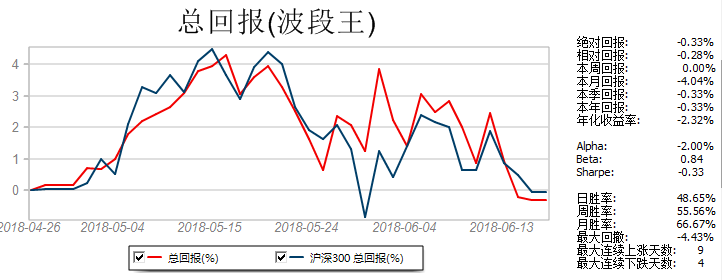 总回报(波段王)
4
3
2
1
0
2018-04-26
2018-05-04
2018-05-15
2018-05-24
2018-06-04
2018-06-13
总回报(%)
沪深300 总回报(%)
绝对回报: -0.33%
相对回报: -0.28%
本周回报: 0.00%
本月回报: -4.04%
本季回报: -0.33%
本年回报: -0.33%
年化收益率: -2.32%
Alpha: -2.00%
Beta: 0.84
Sharpe: -0.33
日胜率: 48.65%
周胜率: 55.56%
月胜率: 66.67%
最大回撤: -4.43%
最大连续上涨天数: 9
最大连续下跌天数: 4